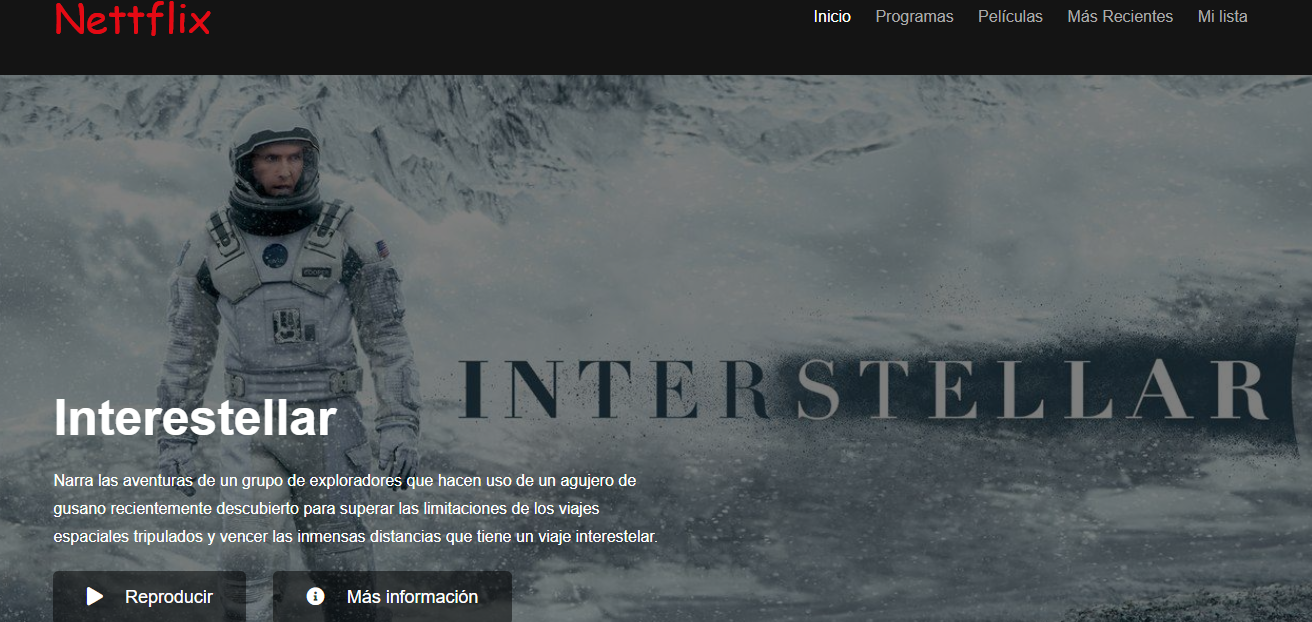 Nettflix
Inicio Programas Películas Más Recientes Mi lista
INTERSTELLAR
Interestellar
Narra las aventuras de un grupo de exploradores que hacen uso de un agujero de
gusano recientemente descubierto para superar las limitaciones de los viajes
espaciales tripulados y vencer las inmensas distancias que tiene un viaje interestelar.
Reproducir Más información